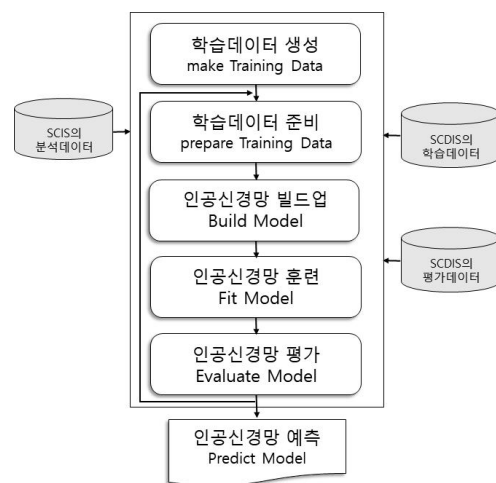 학습데이터 생성
make Training Data
SCIS의
분석데이터
학습데이터 준비
prepare Training Data
SCDIS의
학습데이터
인공신경망 빌드업
Build Model
인공신경망 훈련
Fit Model
SCDIS의
평가데이터
인공신경망 평가
Evaluate Model
인공신경망 예측
Predict Model